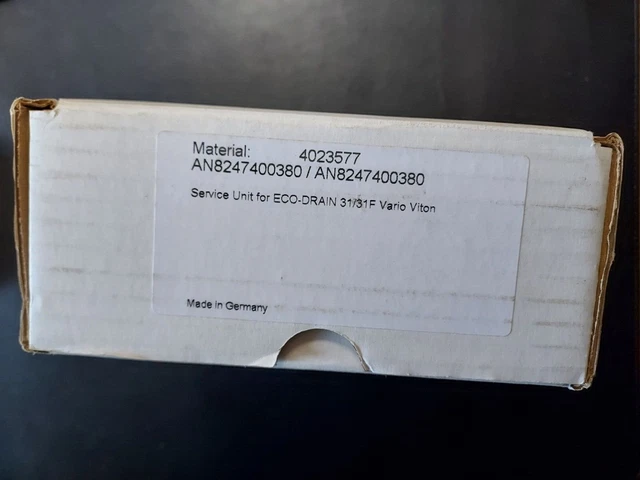 Material: 4023577
AN8247400380 / AN8247400380
Service Unit for ECO-DRAIN 31/31F Vario Viton
Made in Germany